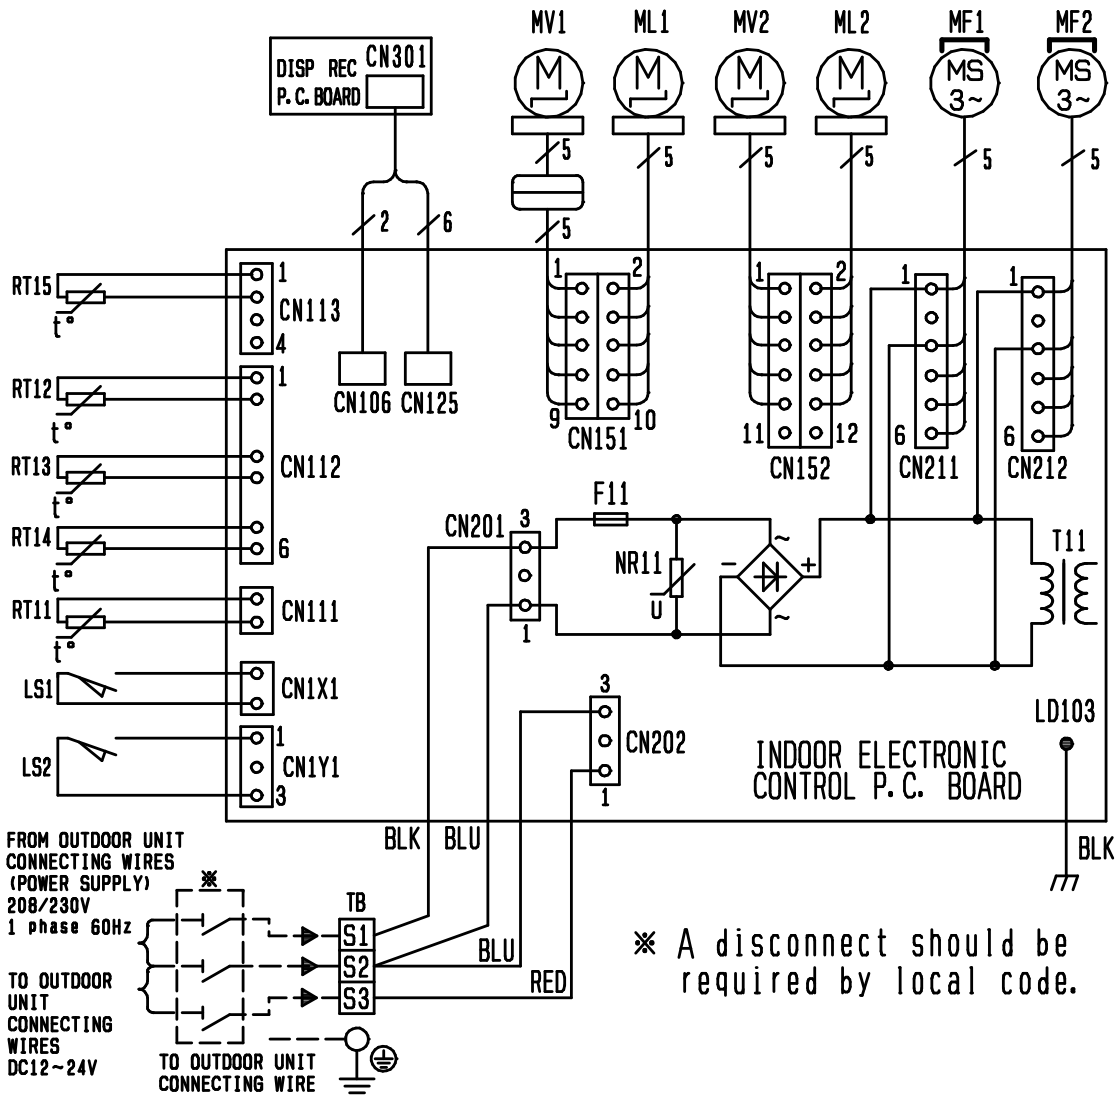 MV1 ML1 MV2 ML2 MF1 MF2
DISP REC CN301
P.C.BOARD
M M M M MS MS
3~ 3~
5 5 5 5 5 5
2 6 5
RT15
t°
1
CN113
4
CN106 CN125
1 2
9 10
CN151
1 2
11 12
CN152
1
6
CN211
1
6
CN212
RT12
t°
1
RT13
t°
CN112
RT14
t°
6
RT11
t°
CN111
LS1
CN1X1
LS2
1
CN1Y1
3
CN201
3
1
F11
NR11
U
~
- +
~
T11
3
CN202
1
LD103
INDOOR ELECTRONIC
CONTROL P.C. BOARD
BLK BLU
BLK
FROM OUTDOOR UNIT
CONNECTING WIRES
(POWER SUPPLY)
208/230V
1 phase 60Hz
※
TB
S1
S2
S3
BLU
RED
TO OUTDOOR
UNIT
CONNECTING
WIRES
DC12~24V
TO OUTDOOR UNIT
CONNECTING WIRE
※ A disconnect should be
required by local code.